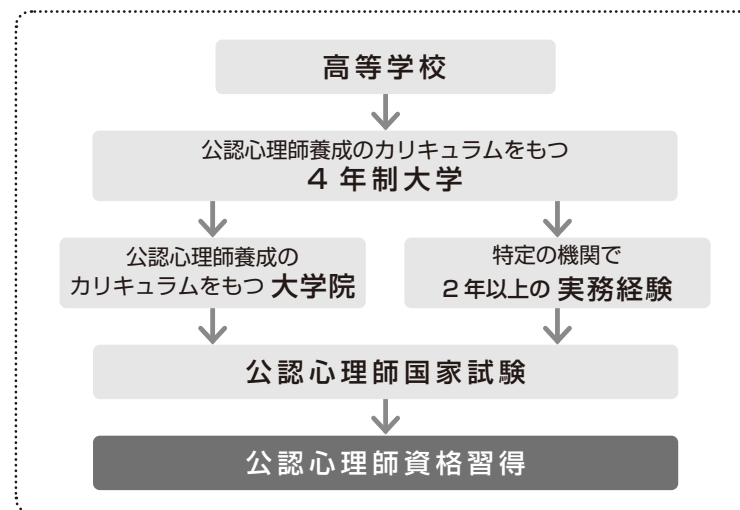 高等学校
公認心理師養成のカリキュラムをもつ
4 年制大学
公認心理師養成の
カリキュラムをもつ 大学院
特定の機関で
2 年以上の 実務経験
公認心理師国家試験
公認心理師資格習得